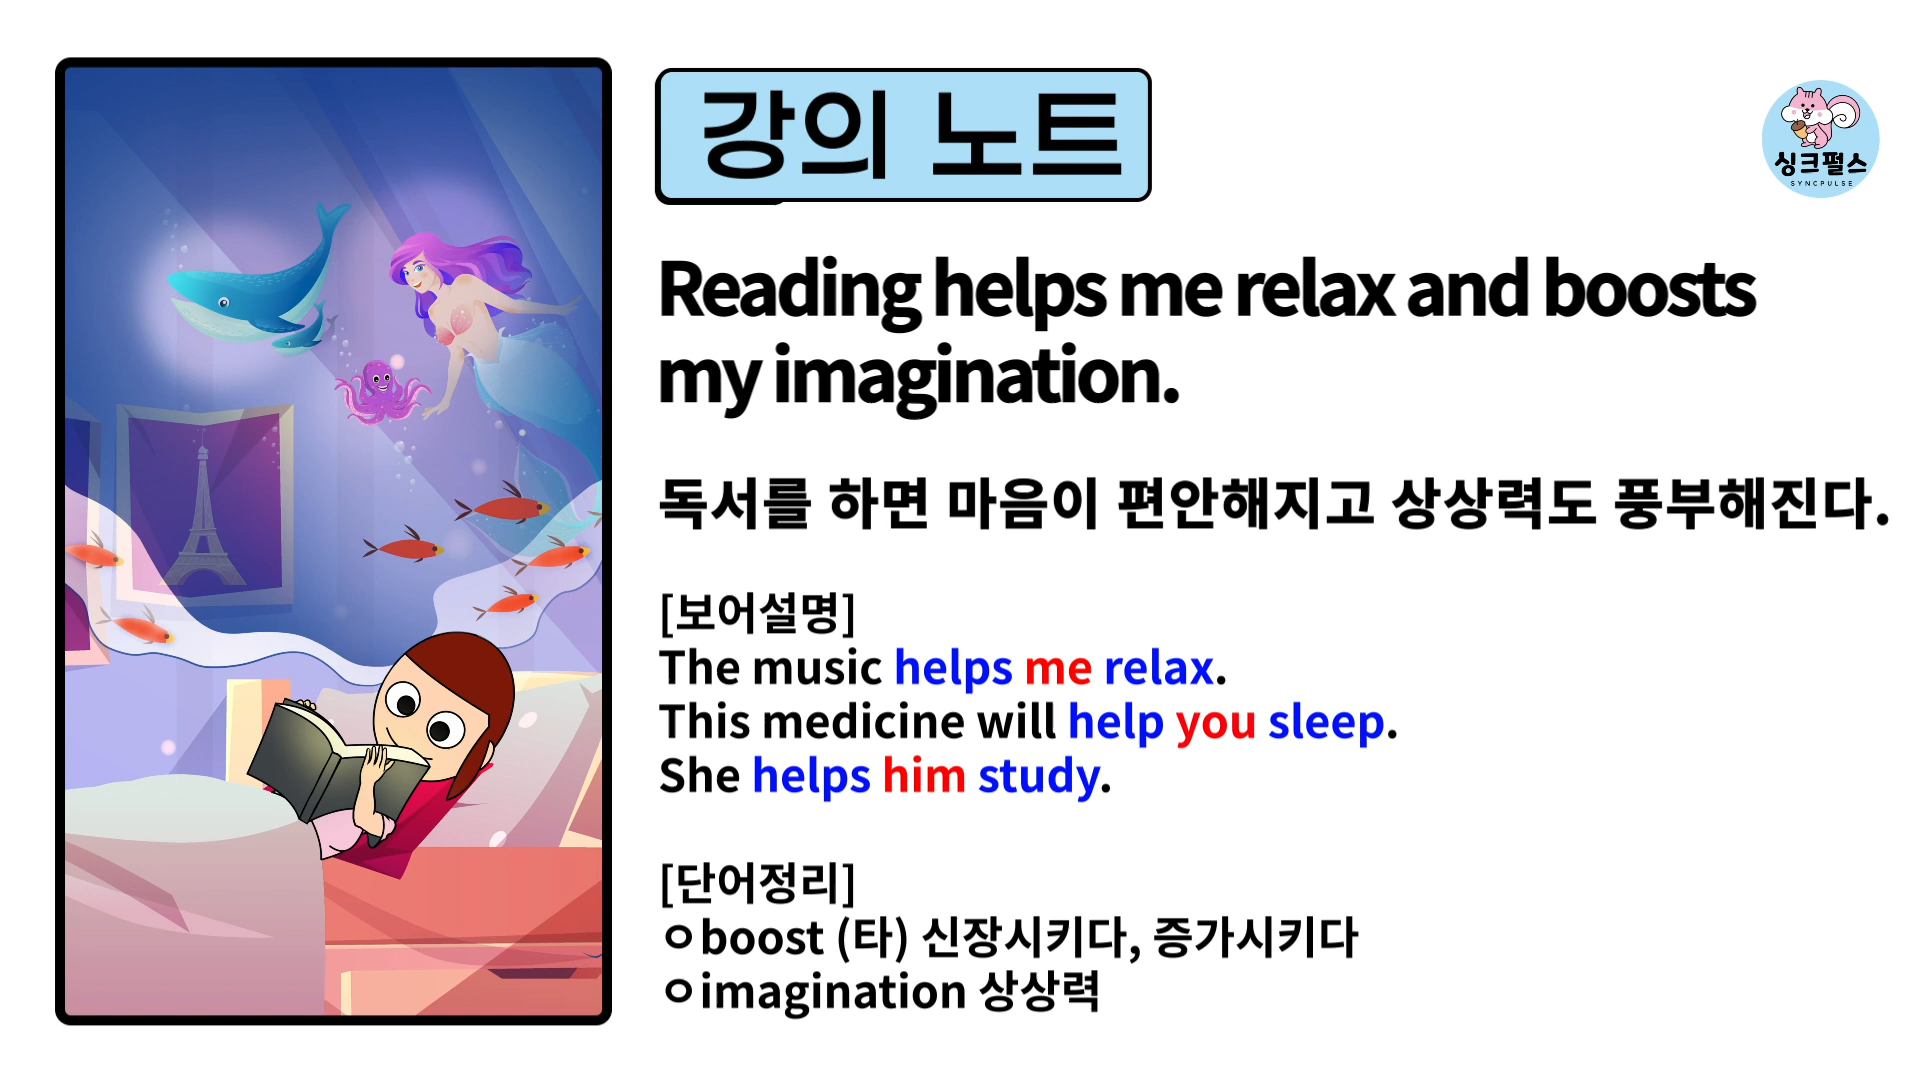 강의 노트
싱크펄스
SYNCPULSE
Reading helps me relax and boosts
my imagination.
독서를 하면 마음이 편안해지고 상상력도 풍부해진다.
[보어설명]
The music helps me relax.
This medicine will help you sleep.
She helps him study.
[단어정리]
ㅇboost (타) 신장시키다, 증가시키다
ㅇimagination 상상력